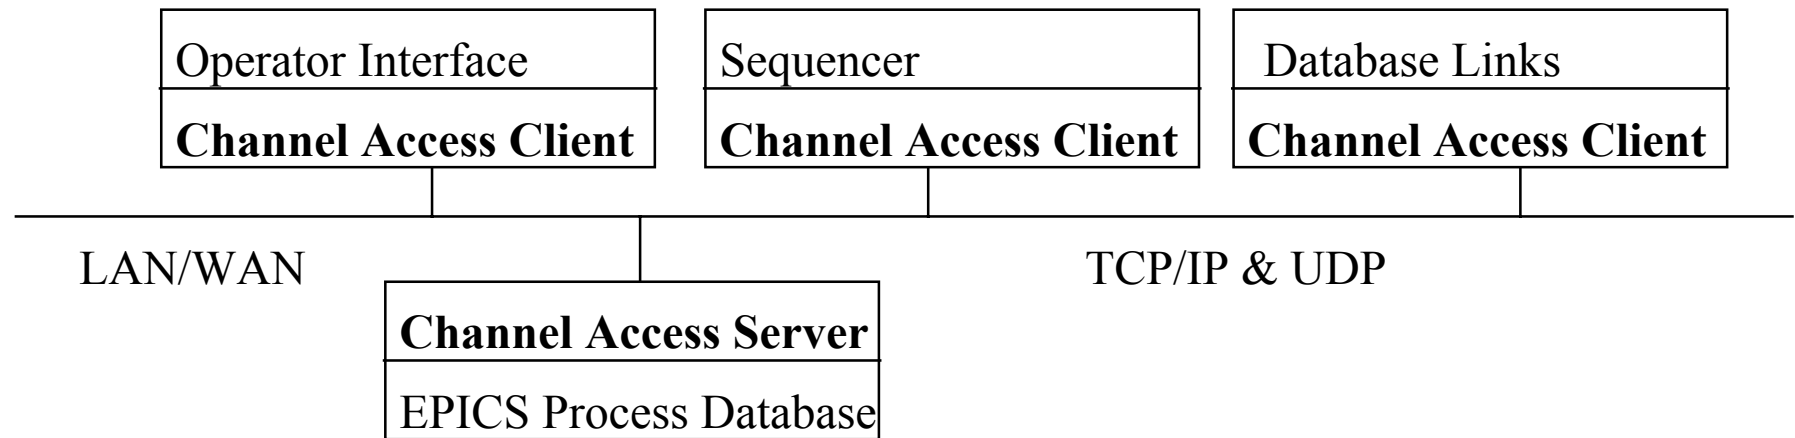 Operator Interface
Channel Access Client
Sequencer
Channel Access Client
Database Links
Channel Access Client
LAN/WAN
TCP/IP & UDP
Channel Access Server
EPICS Process Database